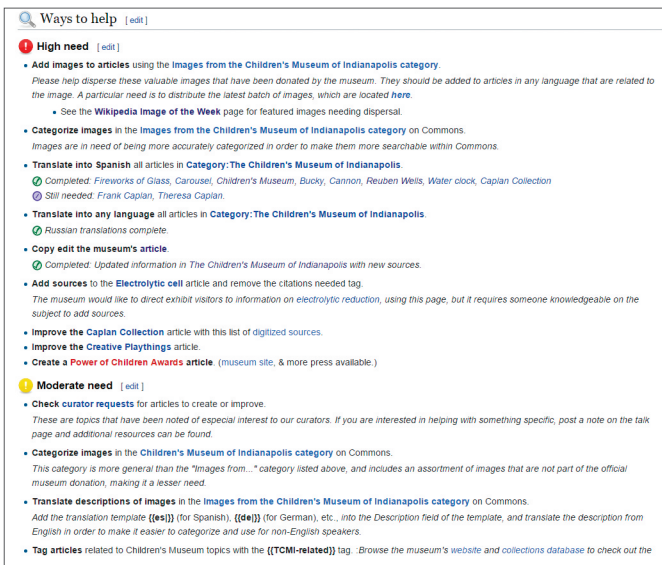 Ways to help [ edit ]
High need [ edit ]
• Add images to articles using the Images from the Children's Museum of Indianapolis category.
Please help disperse these valuable images that have been donated by the museum. They should be added to articles in any language that are related to
the image. A particular need is to distribute the latest batch of images, which are located here.
• See the Wikipedia Image of the Week page for featured images needing dispersal.
• Categorize images in the Images from the Children's Museum of Indianapolis category on Commons.
Images are in need of being more accurately categorized in order to make them more searchable within Commons.
• Translate into Spanish all articles in Category:The Children's Museum of Indianapolis.
Completed: Fireworks of Glass, Carousel, Children's Museum, Bucky, Cannon, Reuben Wells, Water clock, Caplan Collection
Still needed: Frank Caplan, Theresa Caplan.
• Translate into any language all articles in Category:The Children's Museum of Indianapolis.
Russian translations complete.
• Copy edit the museum's article.
Completed: Updated information in The Children's Museum of Indianapolis with new sources.
• Add sources to the Electrolytic cell article and remove the citations needed tag.
The museum would like to direct exhibit visitors to information on electrolytic reduction, using this page, but it requires someone knowledgeable on the
subject to add sources.
• Improve the Caplan Collection article with this list of digitized sources.
• Improve the Creative Playthings article.
• Create a Power of Children Awards article. (museum site, & more press available.)
Moderate need [ edit ]
• Check curator requests for articles to create or improve.
These are topics that have been noted of especial interest to our curators. If you are interested in helping with something specific, post a note on the talk
page and additional resources can be found.
• Categorize images in the Children's Museum of Indianapolis category on Commons.
This category is more general than the "Images from..." category listed above, and includes an assortment of images that are not part of the official
museum donation, making it a lesser need.
• Translate descriptions of images in the Images from the Children's Museum of Indianapolis category on Commons.
Add the translation template {{es|}} (for Spanish), {{de|}} (for German), etc., into the Description field of the template, and translate the description from
English in order to make it easier to categorize and use for non-English speakers.
• Tag articles related to Children's Museum topics with the {{TCMI-related}} tag. :Browse the museum's website and collections database to check out the